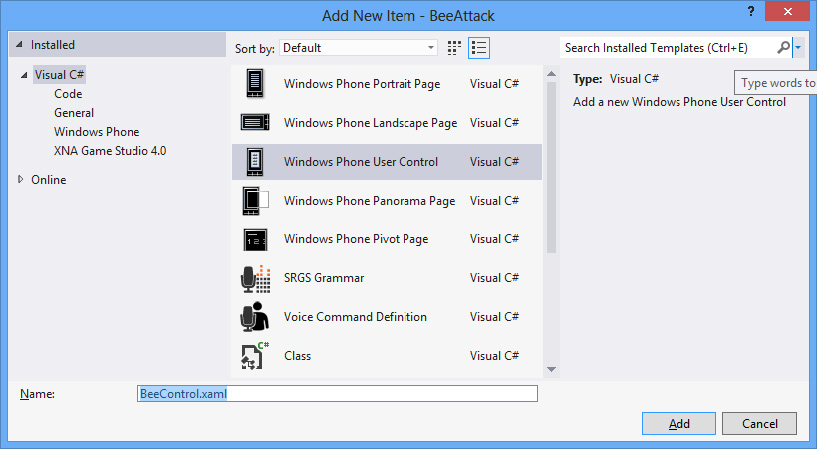 Add New Item - BeeAttack
?
Installed
Sort by: Default
Search Installed Templates (Ctrl+E)
Visual C#
Code
General
Windows Phone
XNA Game Studio 4.0
Online
Windows Phone Portrait Page Visual C#
Windows Phone Landscape Page Visual C#
Windows Phone User Control Visual C#
Windows Phone Panorama Page Visual C#
Windows Phone Pivot Page Visual C#
SRGS Grammar Visual C#
Voice Command Definition Visual C#
C#
Class Visual C#
Type: Visual C#
Type words to
Add a new Windows Phone User Control
Name: BeeControl.xaml
Add Cancel